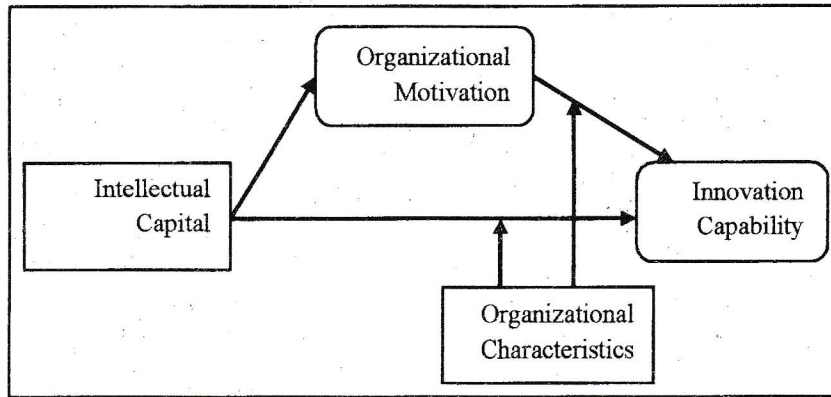 Organizational
Motivation
Intellectual
Capital
Innovation
Capability
Organizational
Characteristics